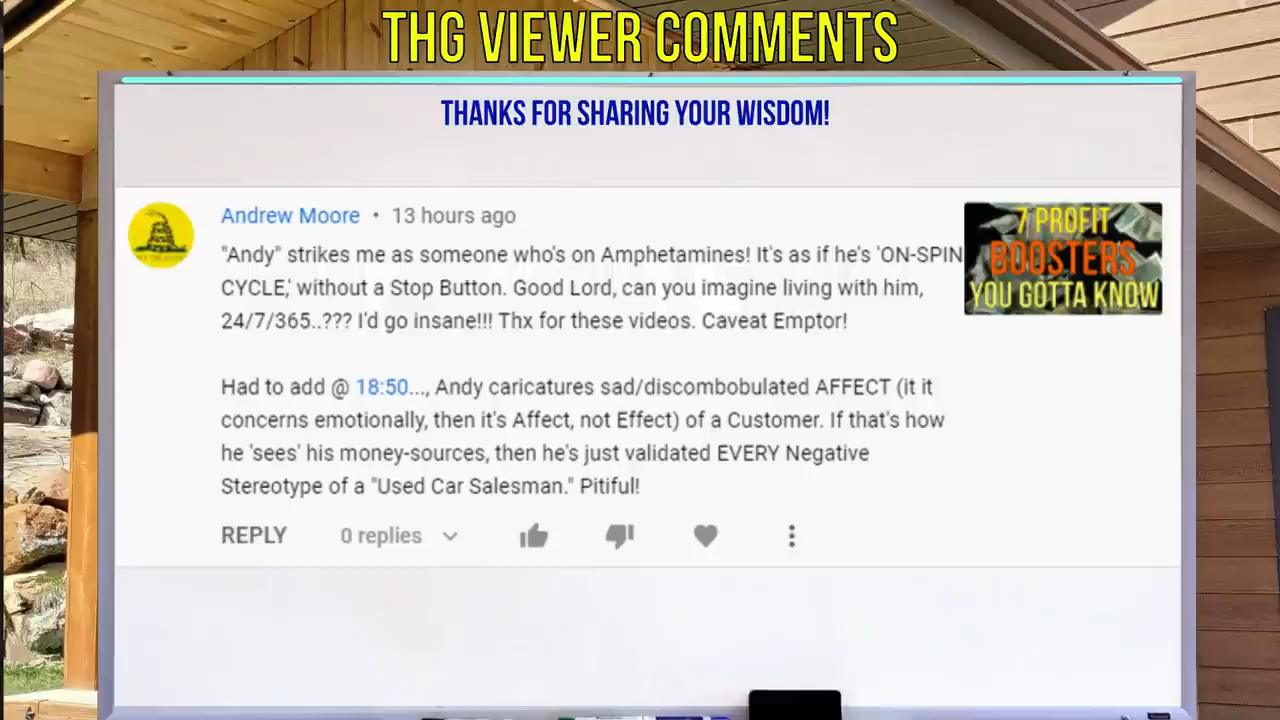 THG VIEWER COMMENTS
THANKS FOR SHARING YOUR WISDOM!
Andrew Moore • 13 hours ago
"Andy" strikes me as someone who's on Amphetamines! It's as if he's 'ON-SPIN
CYCLE,' without a Stop Button. Good Lord, can you imagine living with him,
24/7/365..??? I'd go insane!!! Thx for these videos. Caveat Emptor!
Had to add @ 18:50..., Andy caricatures sad/discombobulated AFFECT (it it
concerns emotionally, then it's Affect, not Effect) of a Customer. If that's how
he 'sees' his money-sources, then he's just validated EVERY Negative
Stereotype of a "Used Car Salesman." Pitiful!
REPLY 0 replies
7 PROFIT
BOOSTERS
YOU GOTTA KNOW